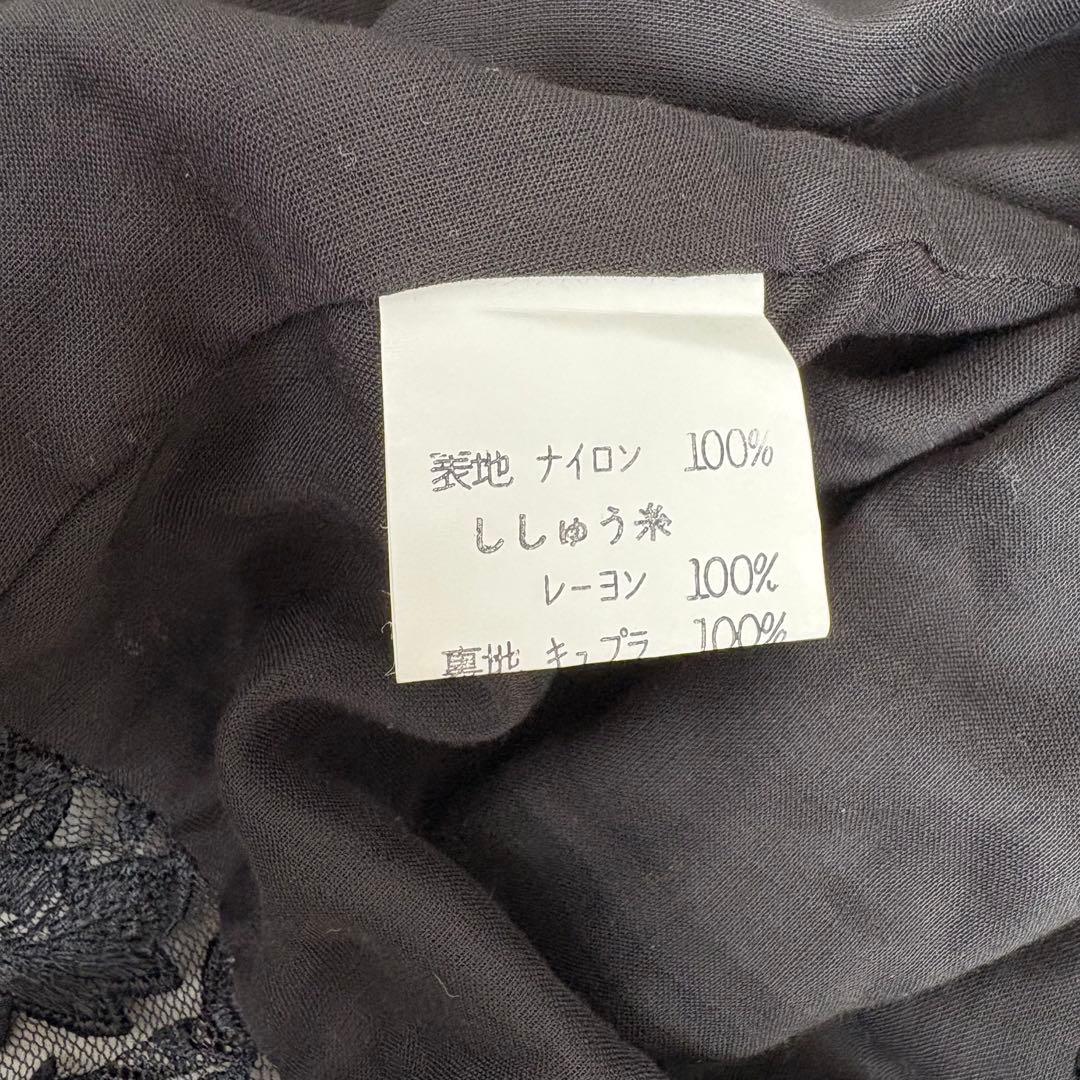 表地 ナイロン 100%
ししゅう糸
レーヨン 100%
裏地 キュプラ 100%